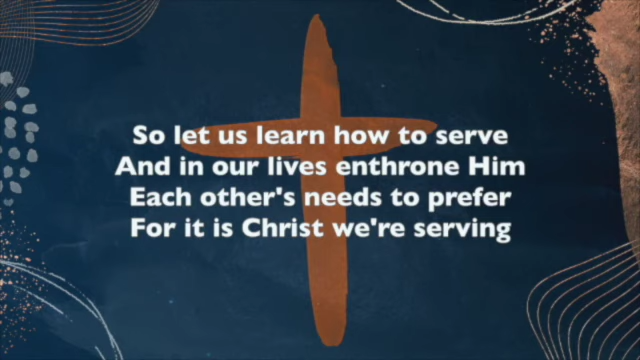 So let us learn how to serve
And in our lives enthrone Him
Each other's needs to prefer
For it is Christ we're serving